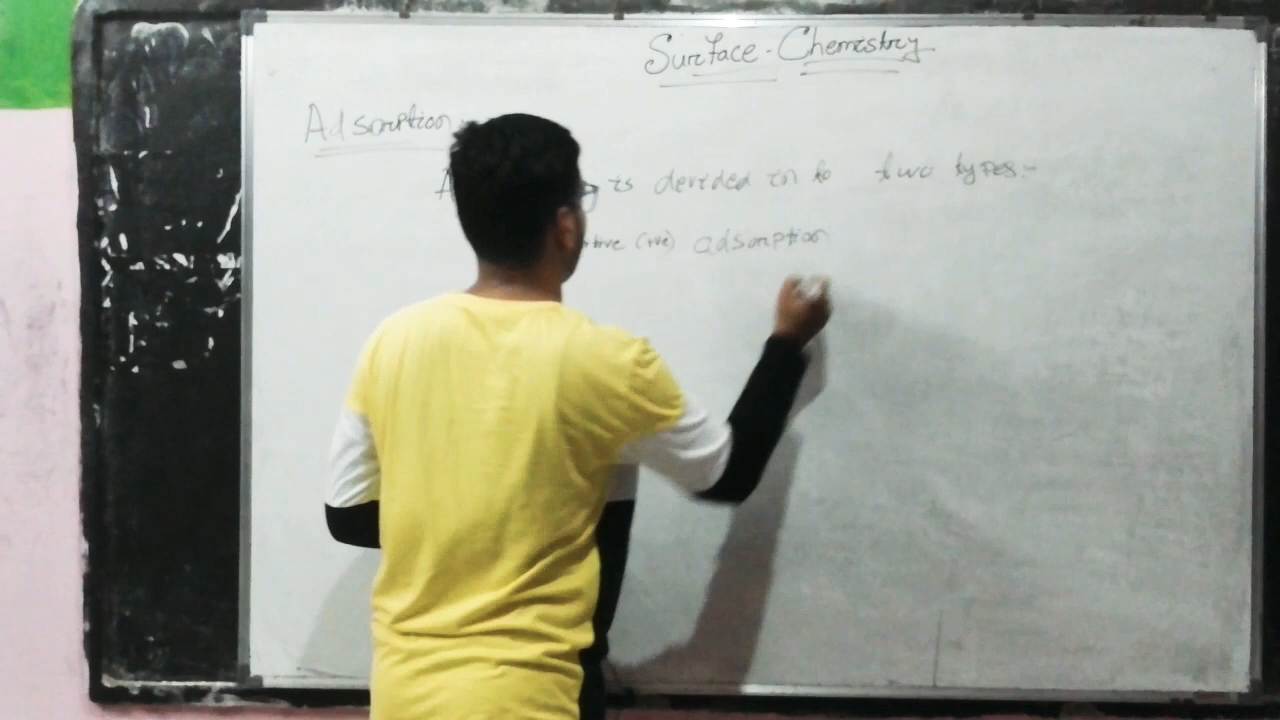 Surface - Chemistry
Adsorption
is devided in to two types:-
(+ve) adsorption